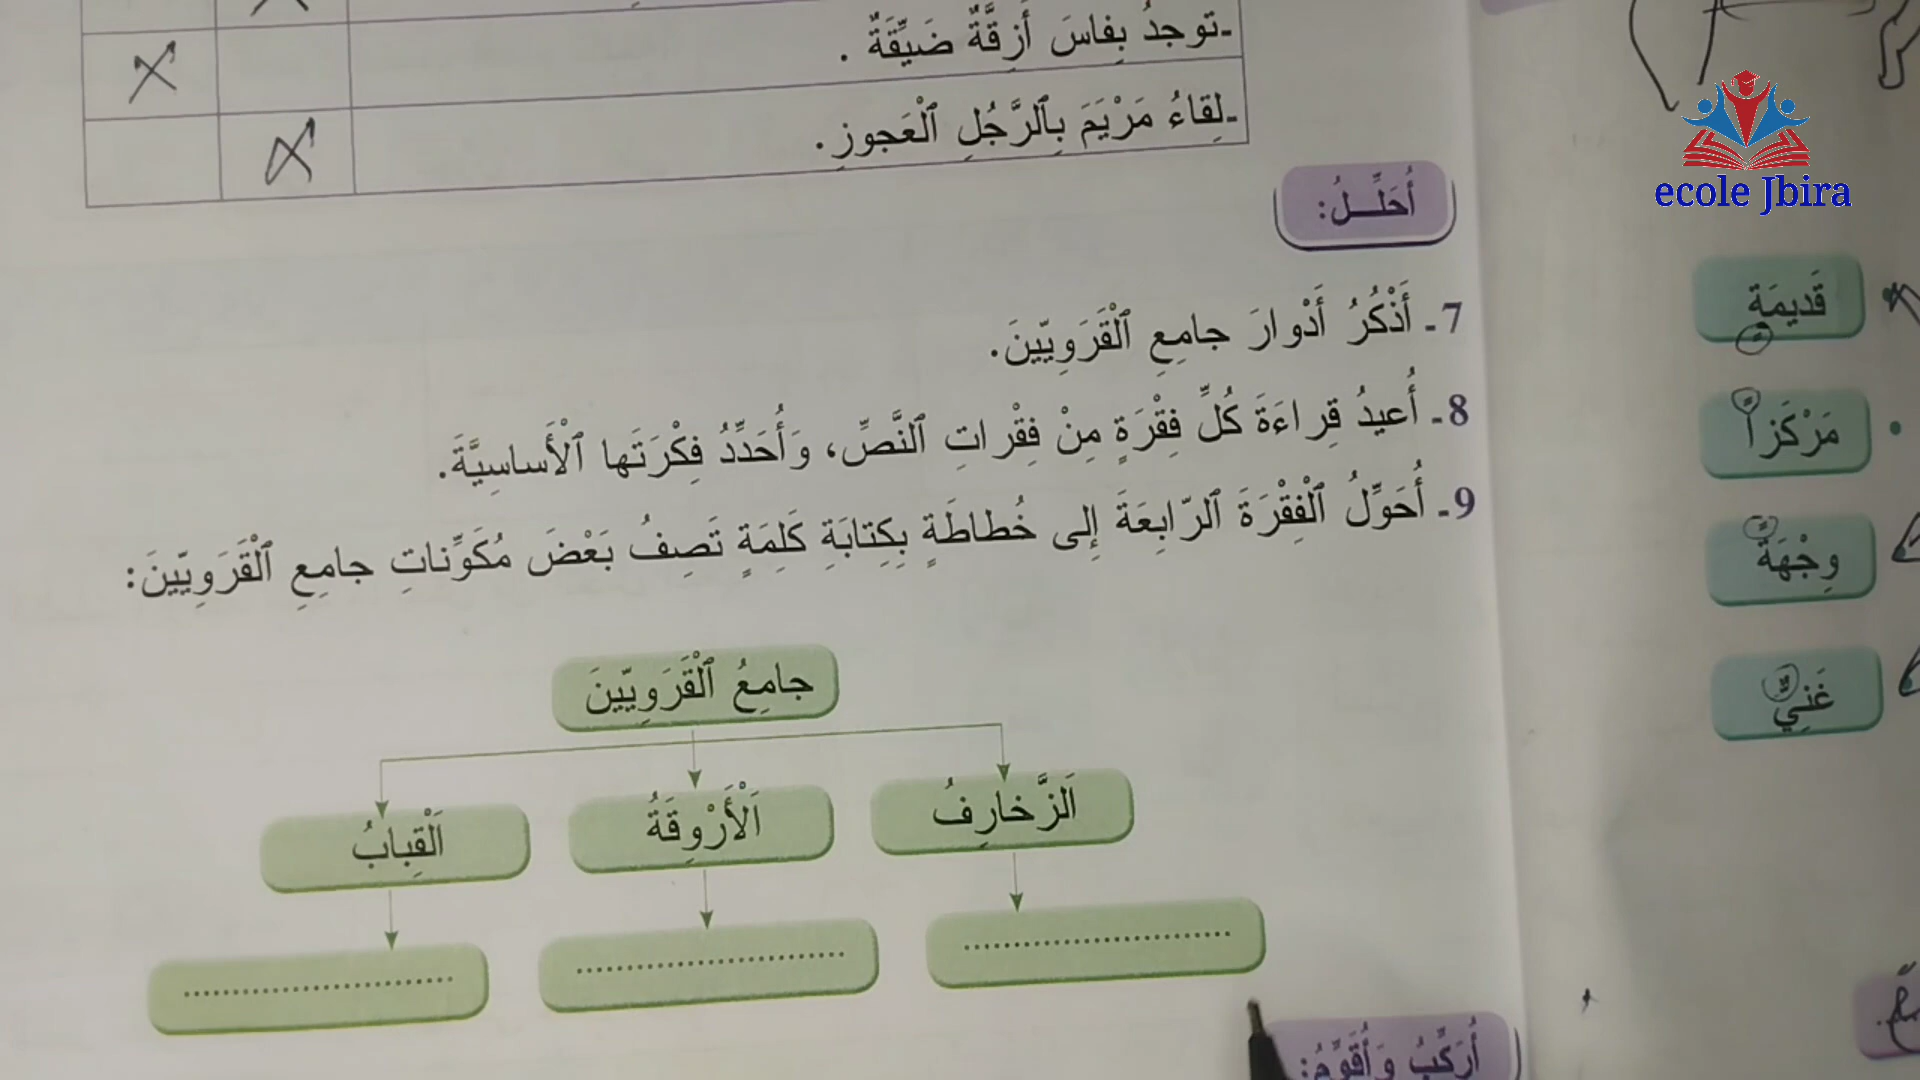 -توجدُ بِفاسَ أَزِقَّةٌ ضَيِّقَةٌ .
-لِقاءُ مَرْيَمَ بِٱلرَّجُلِ ٱلْعَجوزِ.
ecole Jbira
أُحَلِّـــلُ:
7- أَذْكُرُ أَدْوارَ جامِعِ ٱلْقَرَوِيّينَ.
8- أُعيدُ قِراءَةَ كُلِّ فِقْرَةٍ مِنْ فِقْراتِ ٱلنَّصِّ، وَأُحَدِّدُ فِكْرَتَها ٱلْأَساسِيَّةَ.
9- أُحَوِّلُ ٱلْفِقْرَةَ ٱلرّابِعَةَ إِلى خُطاطَةٍ بِكِتابَةِ كَلِمَةٍ تَصِفُ بَعْضَ مُكَوِّناتِ جامِعِ ٱلْقَرَوِيّينَ:
جامِعُ ٱلْقَرَوِيّينَ
اَلزَّخارِفُ
اَلْأَرْوِقَةُ
اَلْقِبابُ
..........................
..........................
..........................
أُرَكِّبُ وَأُقَوِّمُ:
قَديمَةٍ
مَرْكَزاً
وِجْهَةٌ
غَنِيٌّ